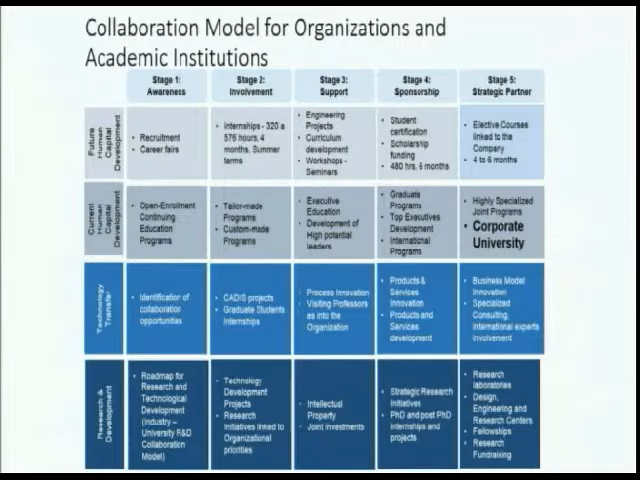 Collaboration Model for Organizations and
Academic Institutions
Stage 1:
Awareness
Stage 2:
Involvement
Stage 3:
Support
Stage 4:
Sponsorship
Stage 5:
Strategic Partner
Future
Human
Capital
Development
• Recruitment
• Career fairs
• Internships - 320 a
576 hours, 4
months, Summer
terms
• Engineering
Projects
• Curriculum
development
• Workshops -
Seminars
• Student
certification
• Scholarship
funding
• 480 hrs, 6 months
• Elective Courses
linked to the
Company
• 4 to 6 months
Current
Human
Capital
Development
• Open-Enrollment
Continuing
Education
Programs
• Tailor-made
Programs
• Custom-made
Programs
• Executive
Education
• Development of
High potential
leaders
• Graduate
Programs
• Top Executives
Development
• International
Programs
• Highly Specialized
Joint Programs
• Corporate
University
Technology
Transfer
• Identification of
collaboration
opportunities
• CADIS projects
• Graduate Students
Internships
• Process Innovation
• Visiting Professors
as into the
Organization
• Products &
Services
Innovation
• Products and
Services
development
• Business Model
Innovation
• Specialized
Consulting,
International experts
involvement
Research &
Development
• Roadmap for
Research and
Technological
Development
(Industry –
University R&D
Collaboration
Model)
• Technology
Development
Projects
• Research
Initiatives linked to
Organizational
priorities
• Intellectual
Property
• Joint investments
• Strategic Research
Initiatives
• PhD and post PhD
internships and
projects
• Research
laboratories
• Design,
Engineering and
Research Centers
• Fellowships
• Research
Fundraising